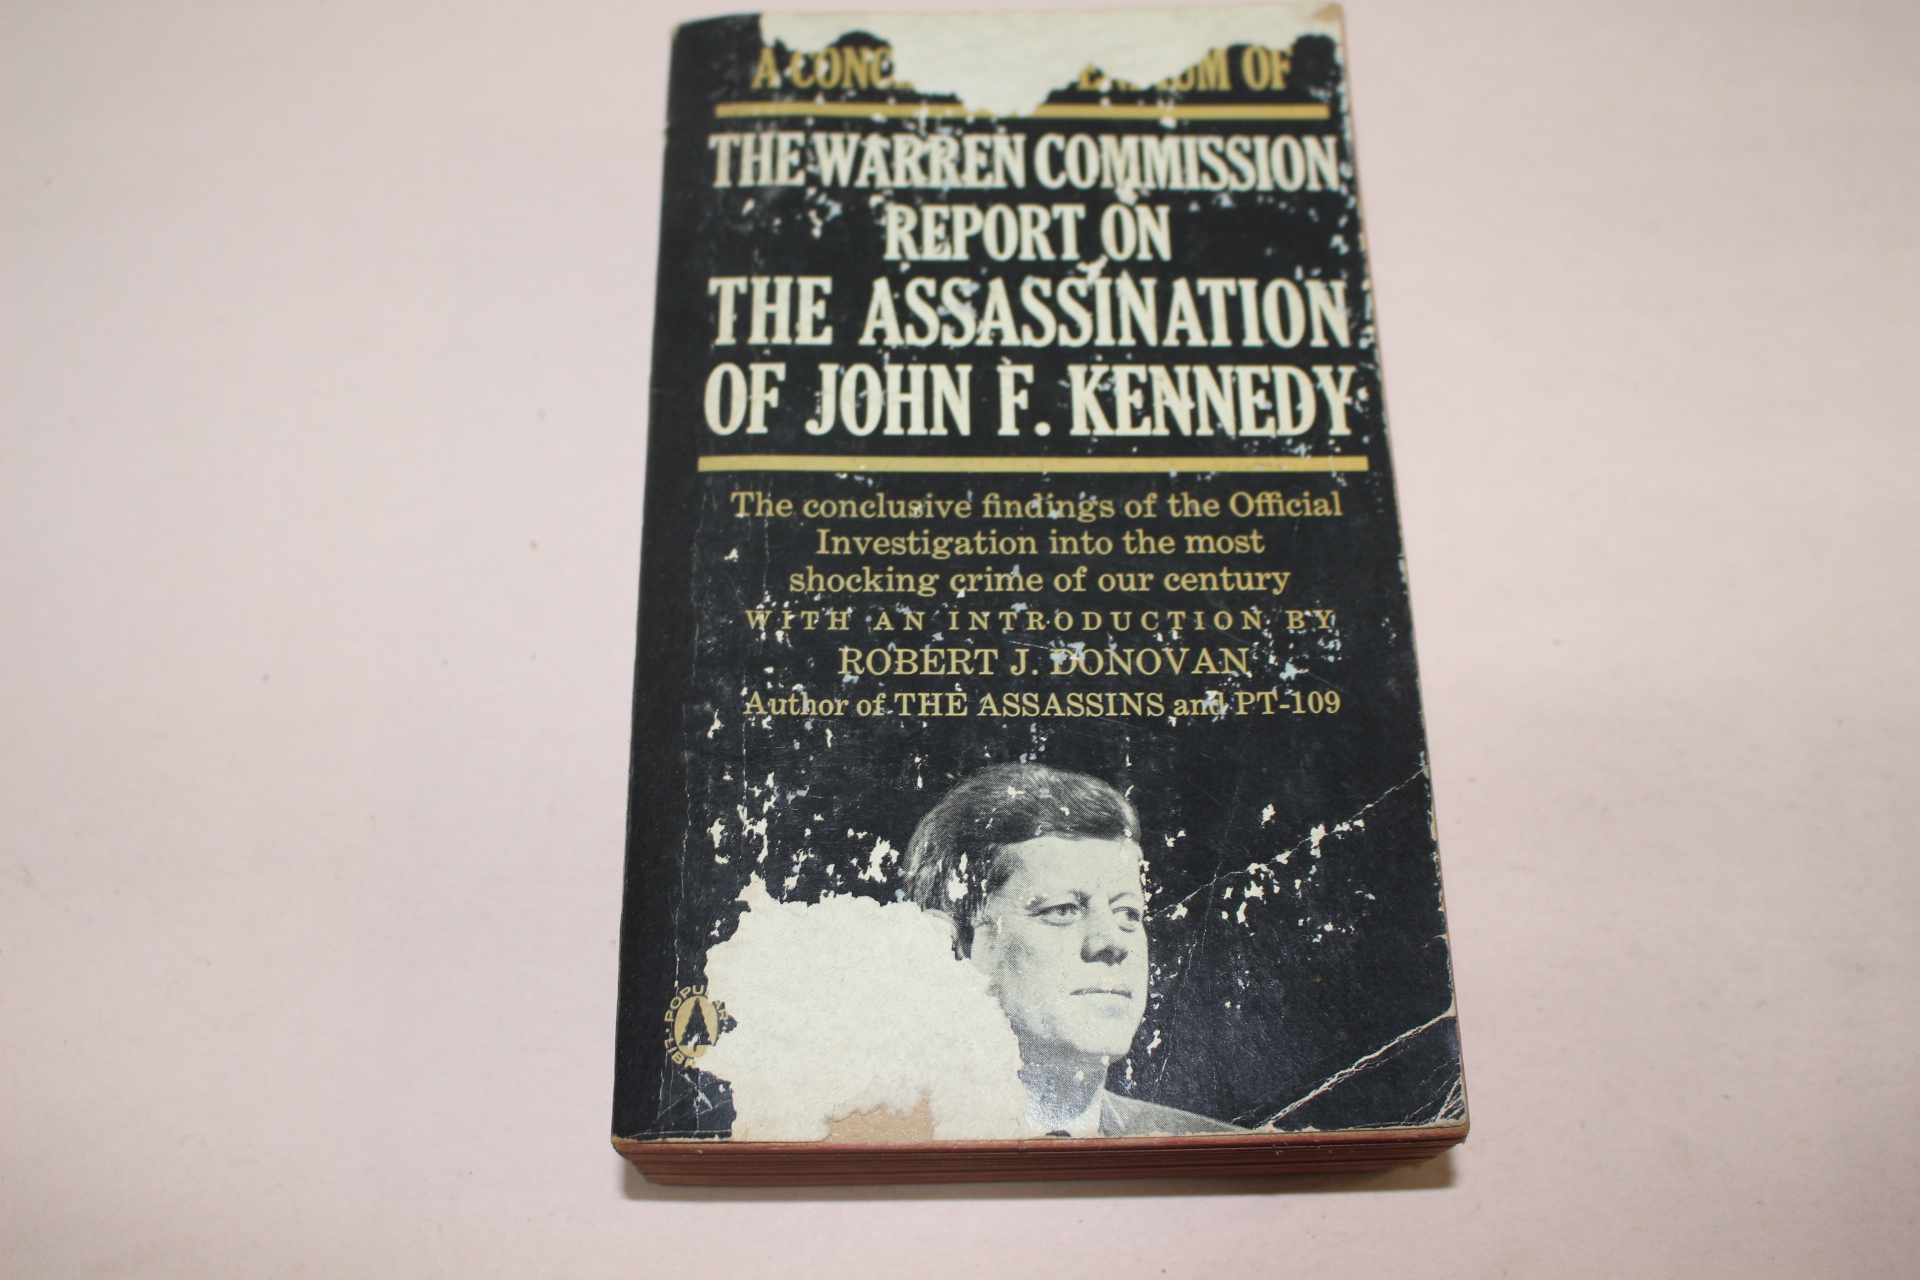 A CONC ENDIUM OF
THE WARREN COMMISSION
REPORT ON
THE ASSASSINATION
OF JOHN F. KENNEDY
The conclusive findings of the Official
Investigation into the most
shocking crime of our century
WITH AN INTRODUCTION BY
ROBERT J. DONOVAN
Author of THE ASSASSINS and PT-109
POPULAR